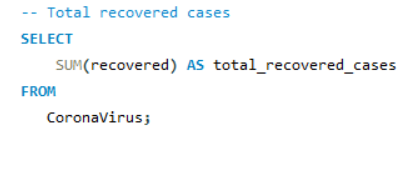 -- Total recovered cases
SELECT
    SUM(recovered) AS total_recovered_cases
FROM
   CoronaVirus;